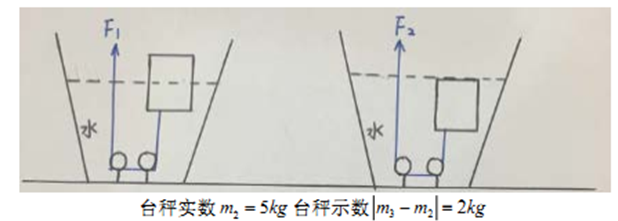 F₁ F₂
水 水
台秤实数 m₂ = 5kg 台秤示数 |m₃ − m₂| = 2kg